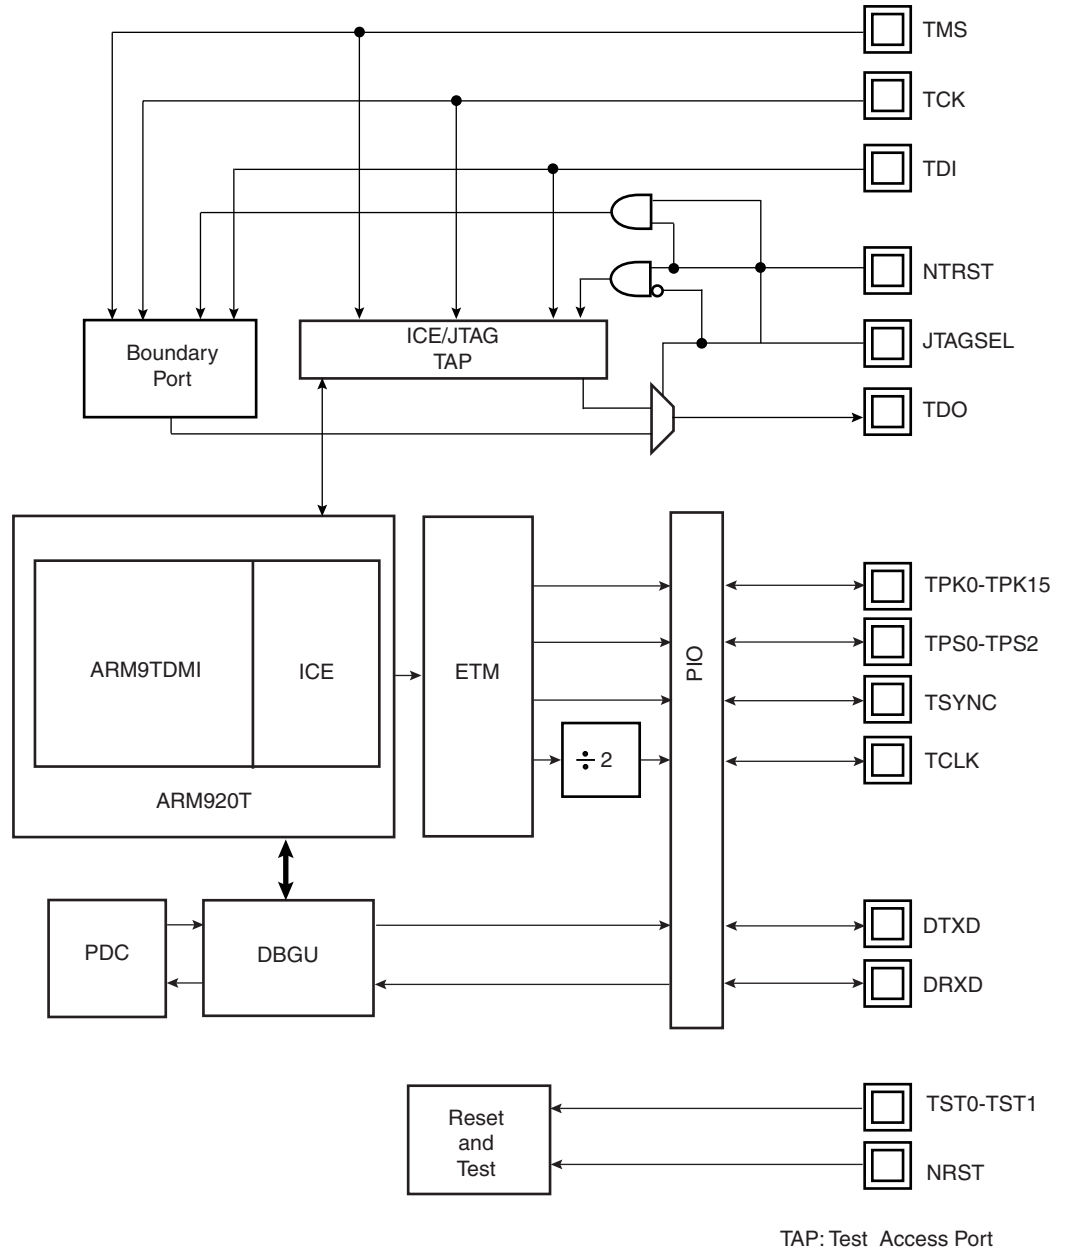 TMS
TCK
TDI
NTRST
ICE/JTAG
TAP
Boundary
Port
JTAGSEL
TDO
TPK0-TPK15
TPS0-TPS2
PIO
ARM9TDMI
ICE
ETM
TSYNC
÷ 2
TCLK
ARM920T
PDC
DBGU
DTXD
DRXD
Reset
and
Test
TST0-TST1
NRST
TAP: Test Access Port